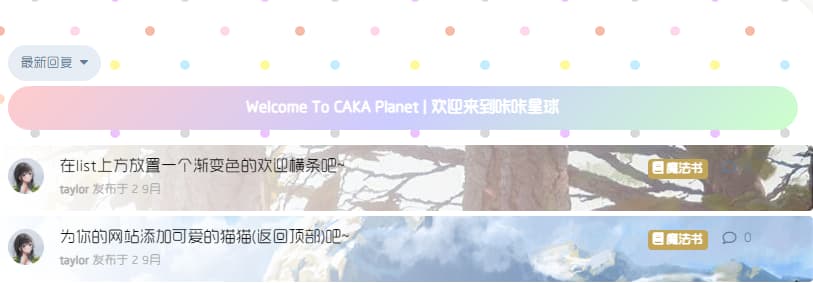 最新回复
Welcome To CAKA Planet | 欢迎来到咔咔星球
在list上方放置一个渐变色的欢迎横条吧~
魔法书
taylor 发布于 2 9月
为你的网站添加可爱的猫猫(返回顶部)吧~
魔法书 0
taylor 发布于 2 9月